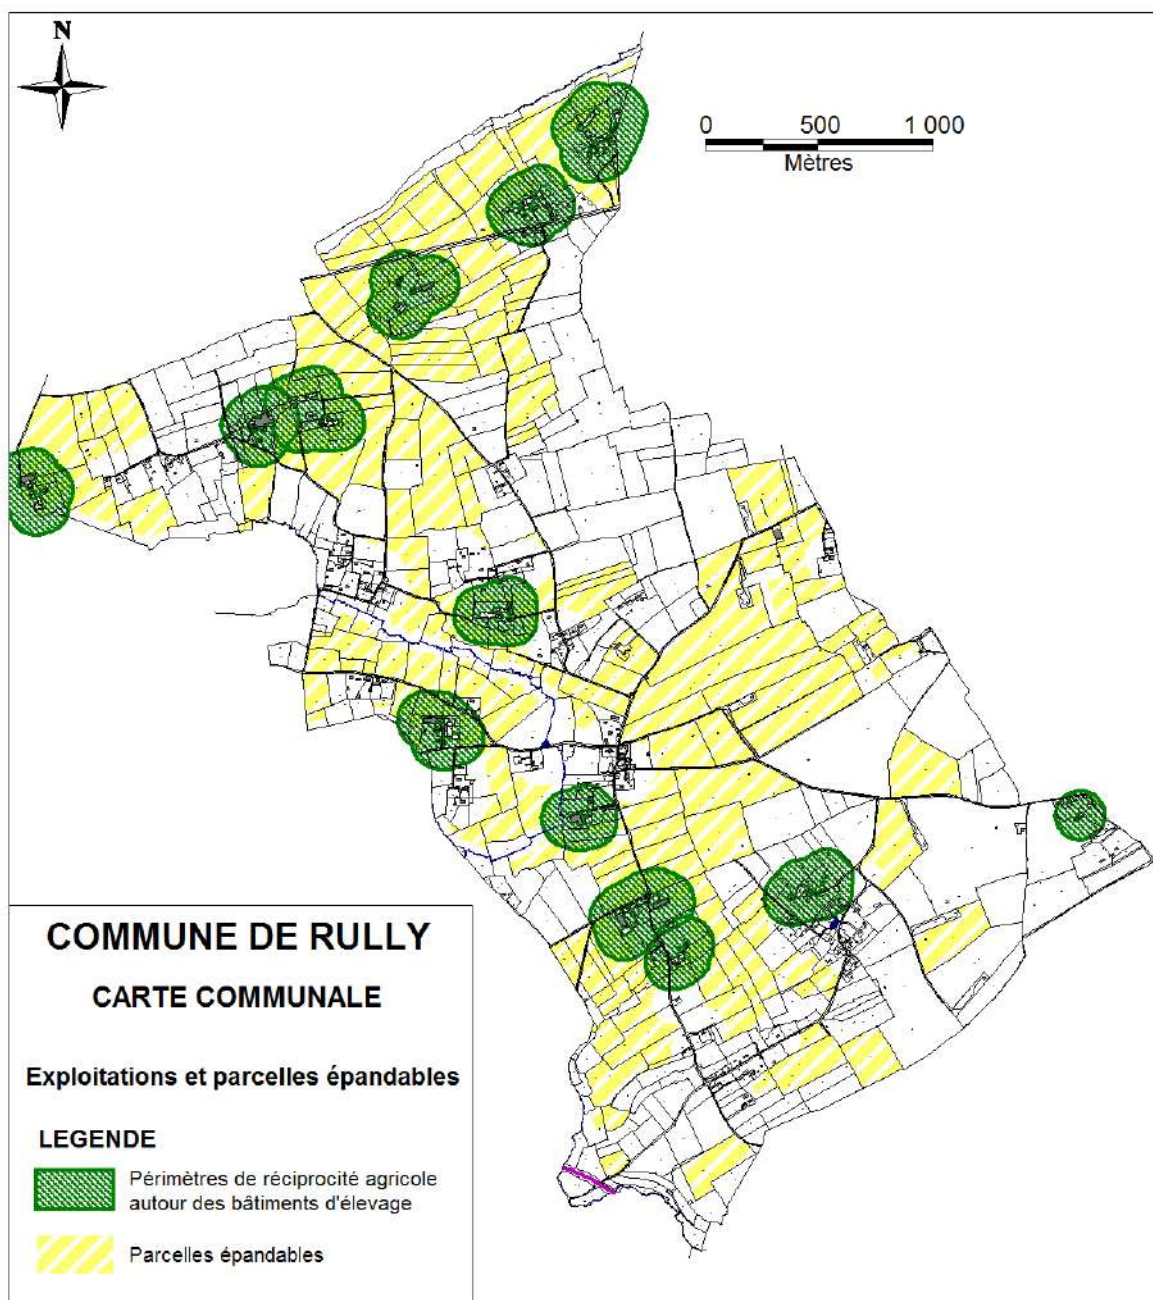 N
0 500 1 000
Mètres
COMMUNE DE RULLY
CARTE COMMUNALE
Exploitations et parcelles épandables
LEGENDE
Périmètres de réciprocité agricole
autour des bâtiments d'élevage
Parcelles épandables